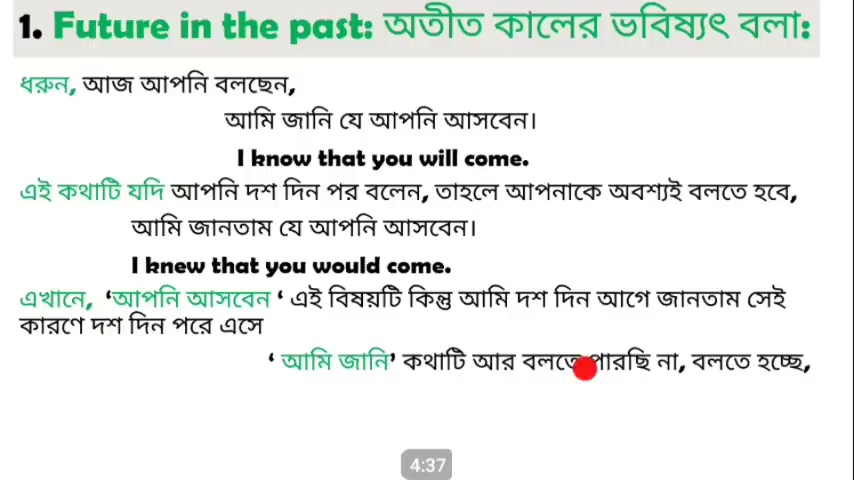 1. Future in the past: অতীত কালের ভবিষ্যৎ বলা:
ধরুন, আজ আপনি বলছেন,
আমি জানি যে আপনি আসবেন।
I know that you will come.
এই কথাটি যদি আপনি দশ দিন পর বলেন, তাহলে আপনাকে অবশ্যই বলতে হবে,
আমি জানতাম যে আপনি আসবেন।
I knew that you would come.
এখানে, ‘আপনি আসবেন ‘ এই বিষয়টি কিন্তু আমি দশ দিন আগে জানতাম সেই
কারণে দশ দিন পরে এসে
‘ আমি জানি’ কথাটি আর বলতে পারছি না, বলতে হচ্ছে,
4:37